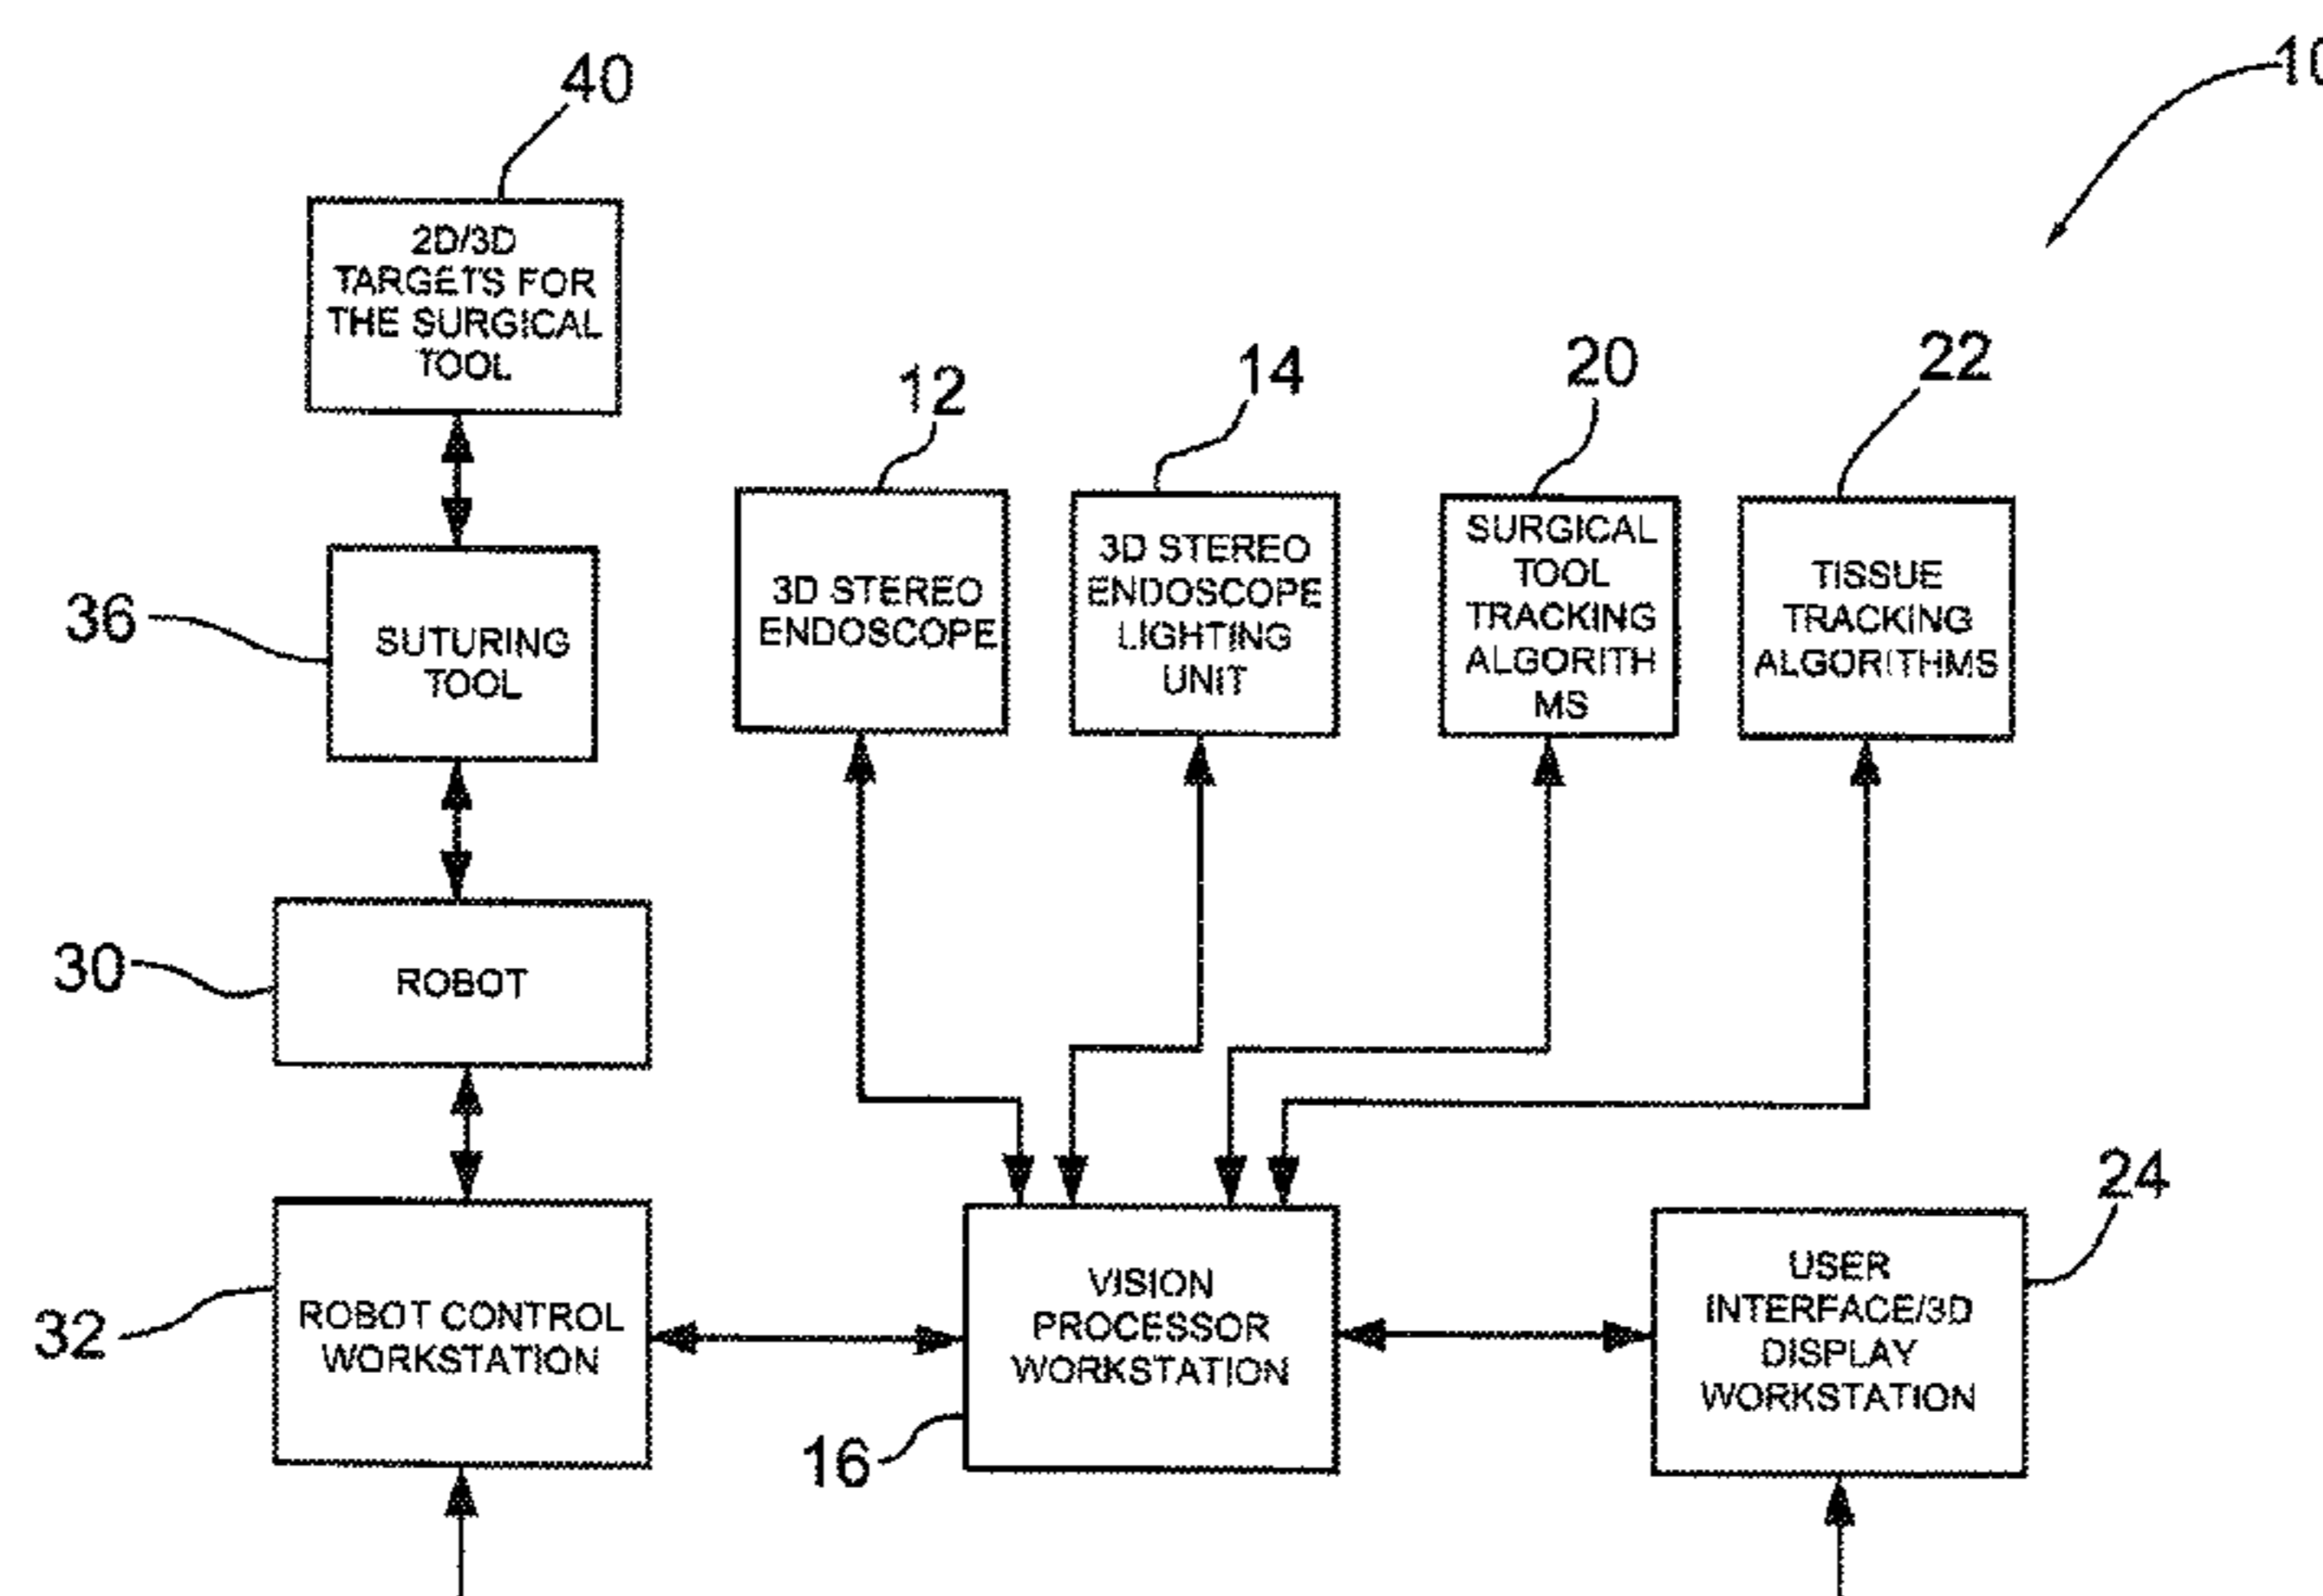 40
10
2D/3D
TARGETS FOR
THE SURGICAL
TOOL
12
14
20
22
36
SUTURING
TOOL
3D STEREO
ENDOSCOPE
3D STEREO
ENDOSCOPE
LIGHTING
UNIT
SURGICAL
TOOL
TRACKING
ALGORITH
MS
TISSUE
TRACKING
ALGORITHMS
30
ROBOT
24
32
ROBOT CONTROL
WORKSTATION
VISION
PROCESSOR
WORKSTATION
16
USER
INTERFACE/3D
DISPLAY
WORKSTATION